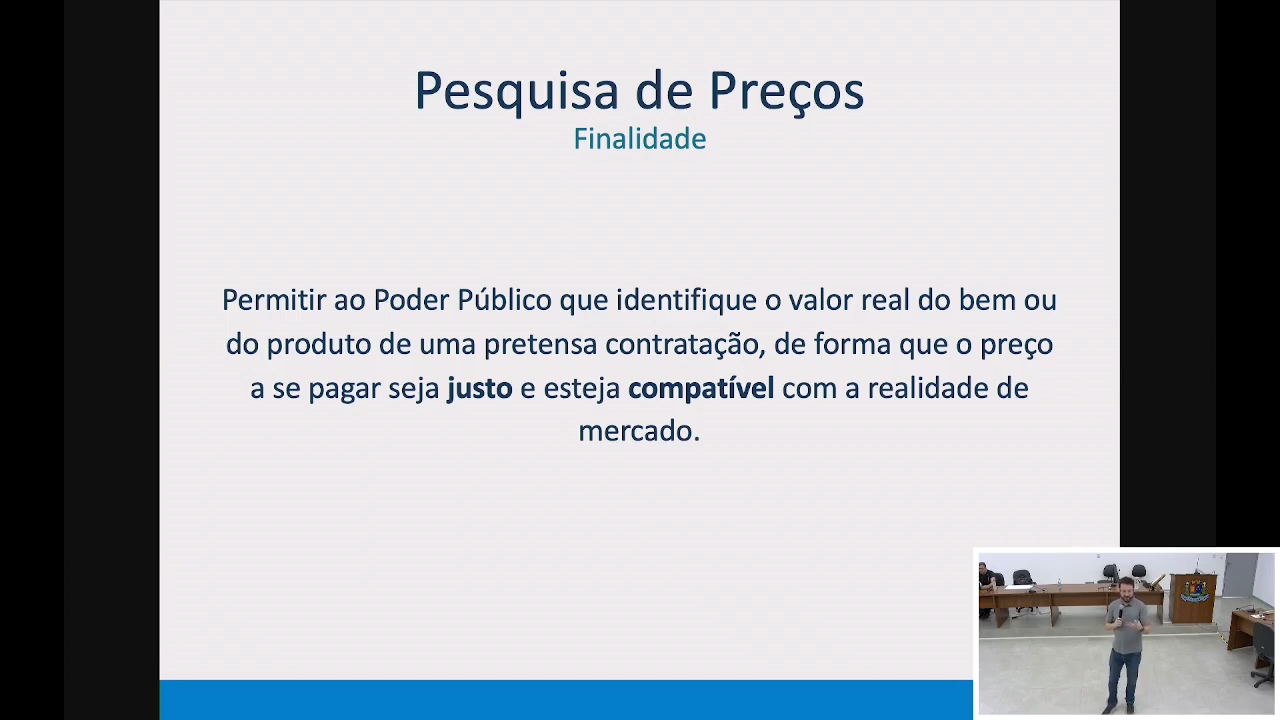 Pesquisa de Preços
Finalidade
Permitir ao Poder Público que identifique o valor real do bem ou
do produto de uma pretensa contratação, de forma que o preço
a se pagar seja justo e esteja compatível com a realidade de
mercado.